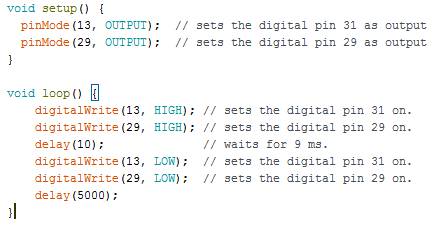 void setup() {
  pinMode(13, OUTPUT);  // sets the digital pin 31 as output
  pinMode(29, OUTPUT);  // sets the digital pin 29 as output
}

void loop() {
    digitalWrite(13, HIGH); // sets the digital pin 31 on.
    digitalWrite(29, HIGH); // sets the digital pin 29 on.
    delay(10);              // waits for 9 ms.
    digitalWrite(13, LOW);  // sets the digital pin 31 on.
    digitalWrite(29, LOW);  // sets the digital pin 29 on.
    delay(5000);
}